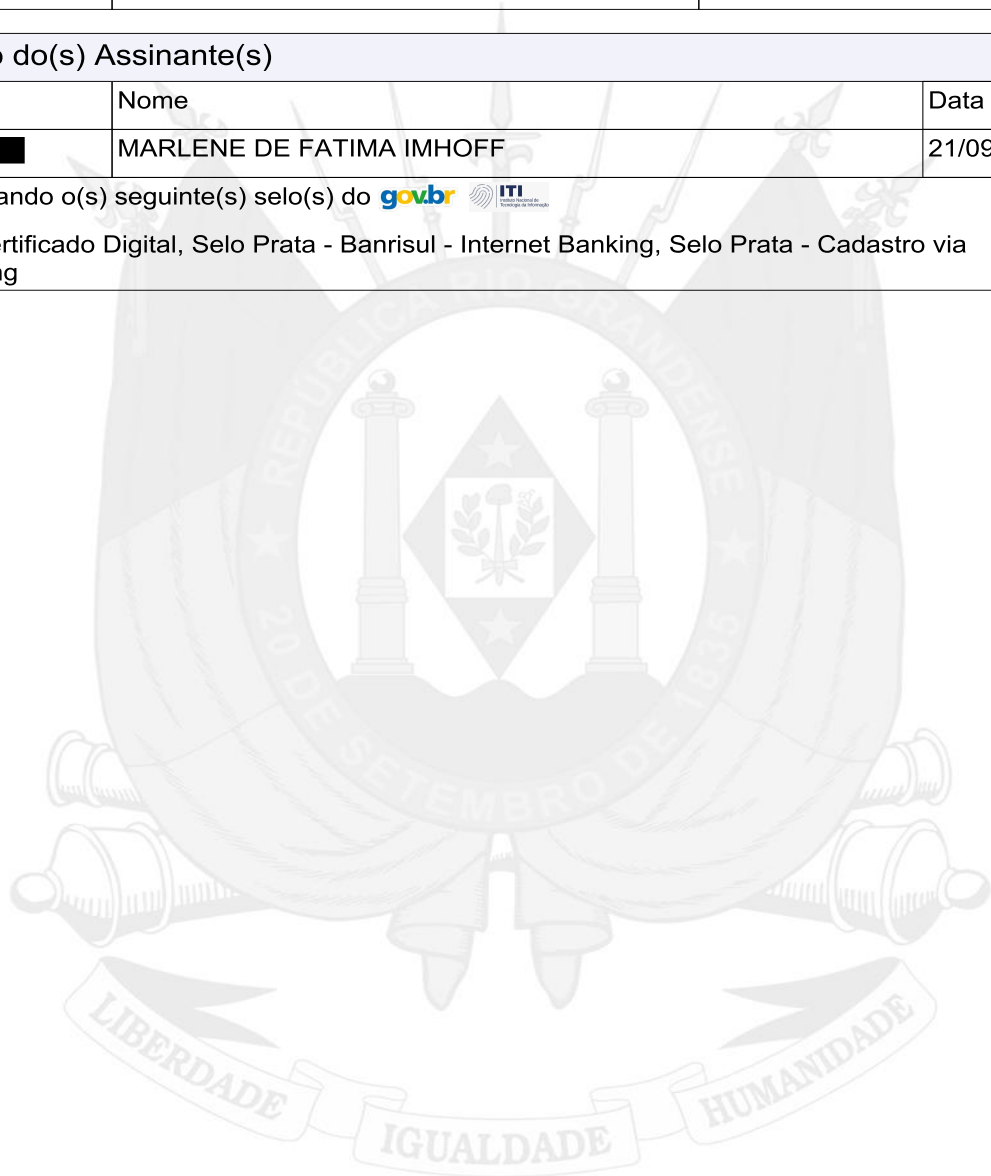 o do(s) Assinante(s)
Nome
Data
MARLENE DE FATIMA IMHOFF
21/09
ando o(s) seguinte(s) selo(s) do gov.br ITI
ertificado Digital, Selo Prata - Banrisul - Internet Banking, Selo Prata - Cadastro via
ng
REPÚBLICA RIO-GRANDENSE
20 DE SETEMBRO DE 1835
LIBERDADE
IGUALDADE
HUMANIDADE